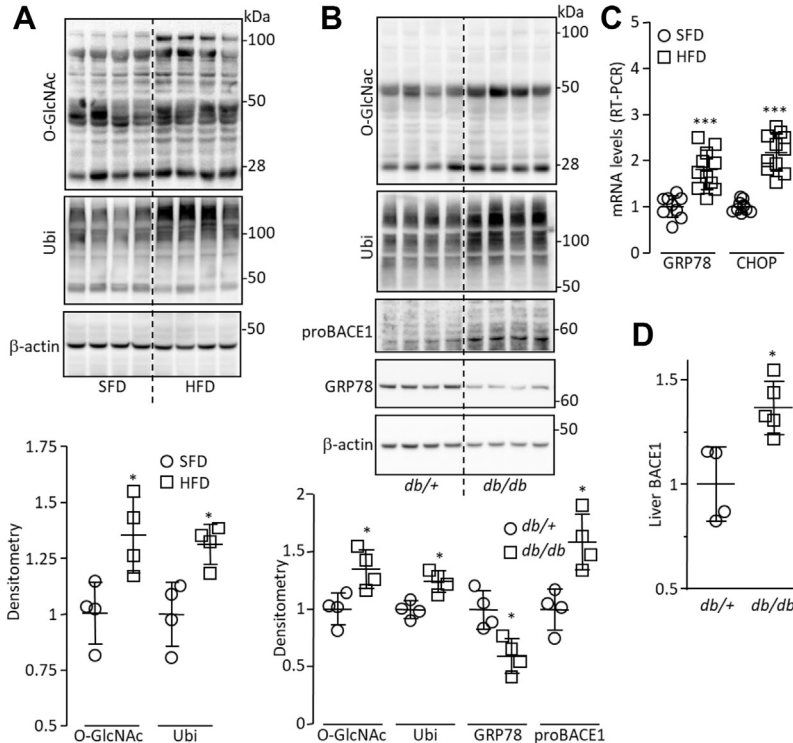 A
kDa
O-GlcNAc
100
50
28
Ubi
100
50
50
β-actin
SFD HFD
Densitometry
1.75
1.5
1.25
1
0.75
0.5
SFD
HFD
*
*
O-GlcNAc Ubi
B
kDa
O-GlcNac
100
50
28
Ubi
100
50
proBACE1
60
GRP78
60
50
β-actin
db/+ db/db
Densitometry
2
1.5
1
0.5
0
db/+
db/db
*
*
*
*
O-GlcNAc Ubi GRP78 proBACE1
C
SFD
HFD
mRNA levels (RT-PCR)
5
4
3
2
1
0
***
***
GRP78 CHOP
D
Liver BACE1
1.5
1
0.5
*
db/+ db/db